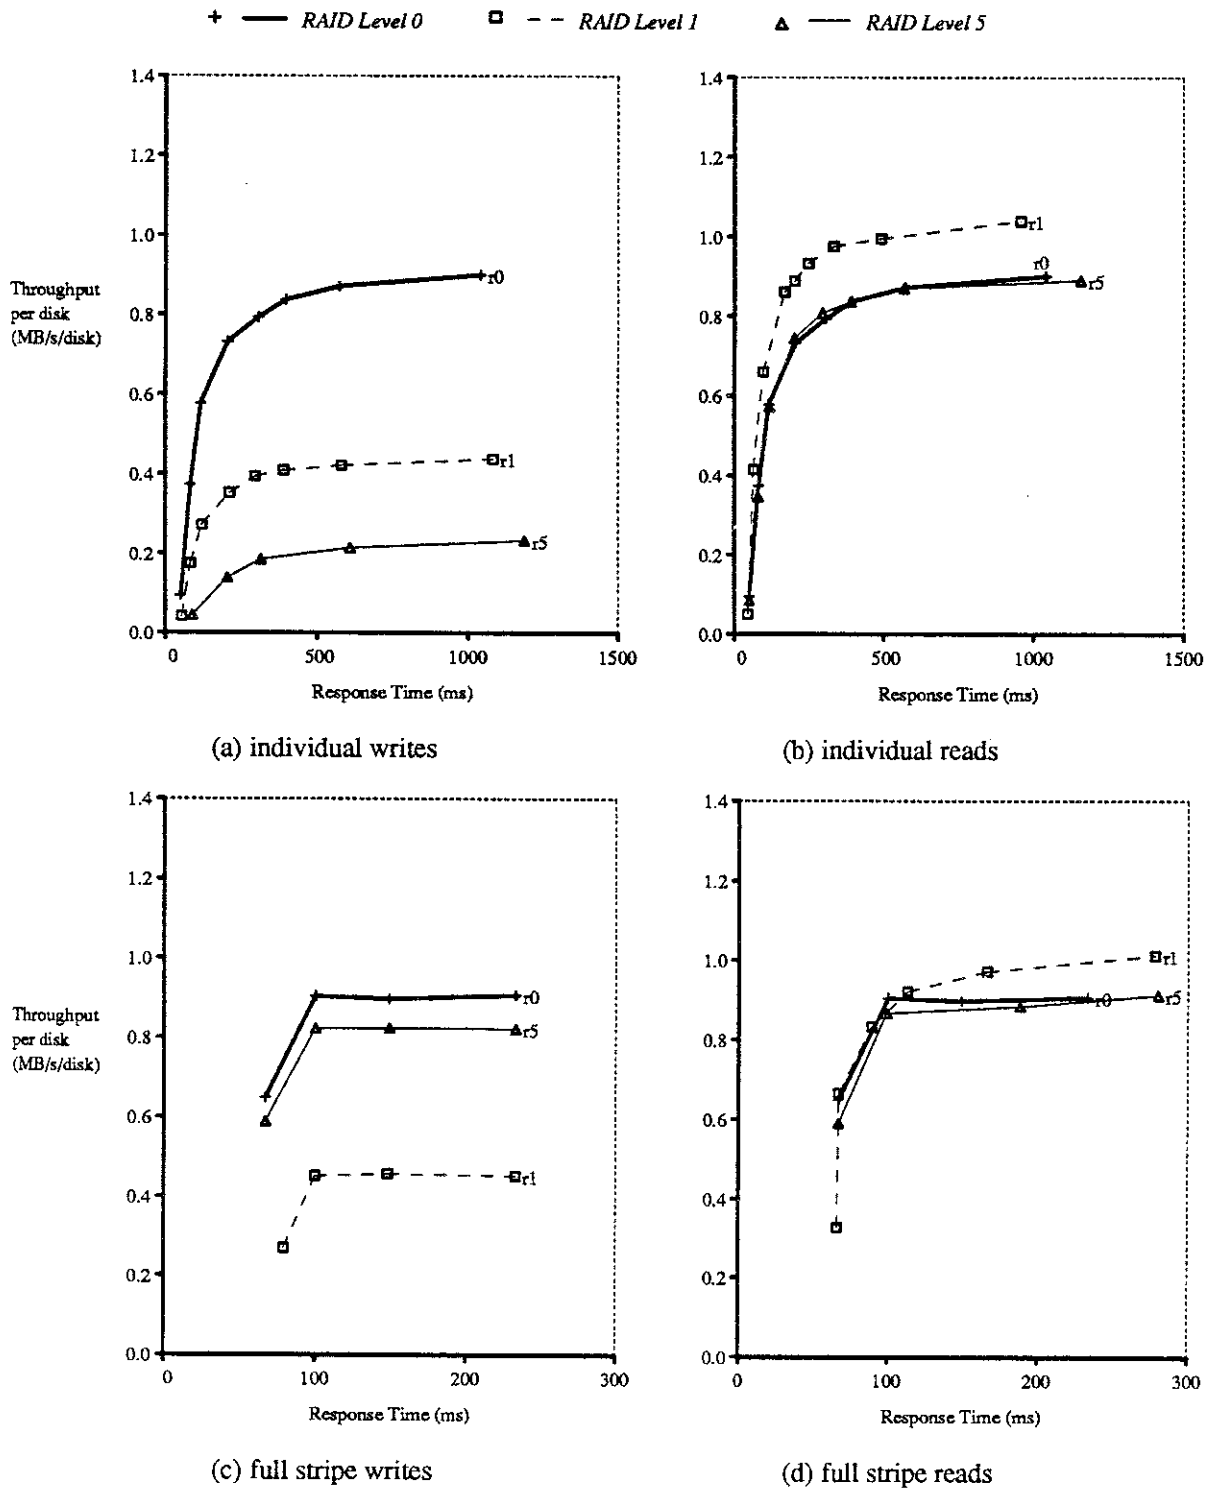 RAID Level 0 RAID Level 1 RAID Level 5
1.4
1.2
1.0
0.8
0.6
0.4
0.2
0.0
Throughput
per disk
(MB/s/disk)
r0
r1
r5
0 500 1000 1500
Response Time (ms)
(a) individual writes
1.4
1.2
1.0
0.8
0.6
0.4
0.2
0.0
r1
r0
r5
0 500 1000 1500
Response Time (ms)
(b) individual reads
1.4
1.2
1.0
0.8
0.6
0.4
0.2
0.0
Throughput
per disk
(MB/s/disk)
r0
r5
r1
0 100 200 300
Response Time (ms)
(c) full stripe writes
1.4
1.2
1.0
0.8
0.6
0.4
0.2
0.0
r1
r0
r5
0 100 200 300
Response Time (ms)
(d) full stripe reads